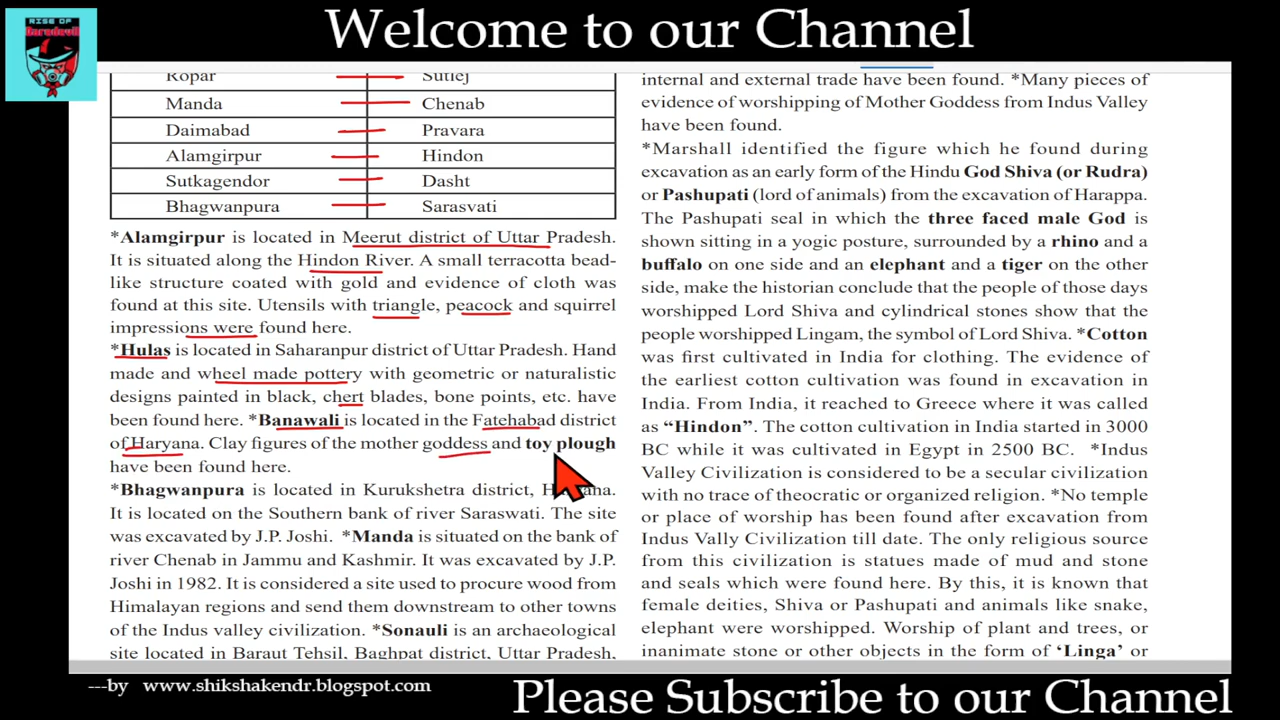 Welcome to our Channel
RISE OF
Daredevil
Ropar Sutlej
Manda Chenab
Daimabad Pravara
Alamgirpur Hindon
Sutkagendor Dasht
Bhagwanpura Sarasvati
*Alamgirpur is located in Meerut district of Uttar Pradesh.
It is situated along the Hindon River. A small terracotta bead-
like structure coated with gold and evidence of cloth was
found at this site. Utensils with triangle, peacock and squirrel
impressions were found here.
*Hulas is located in Saharanpur district of Uttar Pradesh. Hand
made and wheel made pottery with geometric or naturalistic
designs painted in black, chert blades, bone points, etc. have
been found here. *Banawali is located in the Fatehabad district
of Haryana. Clay figures of the mother goddess and toy plough
have been found here.
*Bhagwanpura is located in Kurukshetra district, Haryana.
It is located on the Southern bank of river Saraswati. The site
was excavated by J.P. Joshi. *Manda is situated on the bank of
river Chenab in Jammu and Kashmir. It was excavated by J.P.
Joshi in 1982. It is considered a site used to procure wood from
Himalayan regions and send them downstream to other towns
of the Indus valley civilization. *Sonauli is an archaeological
site located in Baraut Tehsil, Baghpat district, Uttar Pradesh,
internal and external trade have been found. *Many pieces of
evidence of worshipping of Mother Goddess from Indus Valley
have been found.
*Marshall identified the figure which he found during
excavation as an early form of the Hindu God Shiva (or Rudra)
or Pashupati (lord of animals) from the excavation of Harappa.
The Pashupati seal in which the three faced male God is
shown sitting in a yogic posture, surrounded by a rhino and a
buffalo on one side and an elephant and a tiger on the other
side, make the historian conclude that the people of those days
worshipped Lord Shiva and cylindrical stones show that the
people worshipped Lingam, the symbol of Lord Shiva. *Cotton
was first cultivated in India for clothing. The evidence of
the earliest cotton cultivation was found in excavation in
India. From India, it reached to Greece where it was called
as “Hindon”. The cotton cultivation in India started in 3000
BC while it was cultivated in Egypt in 2500 BC. *Indus
Valley Civilization is considered to be a secular civilization
with no trace of theocratic or organized religion. *No temple
or place of worship has been found after excavation from
Indus Vally Civilization till date. The only religious source
from this civilization is statues made of mud and stone
and seals which were found here. By this, it is known that
female deities, Shiva or Pashupati and animals like snake,
elephant were worshipped. Worship of plant and trees, or
inanimate stone or other objects in the form of ‘Linga’ or
---by www.shikshakendr.blogspot.com
Please Subscribe to our Channel